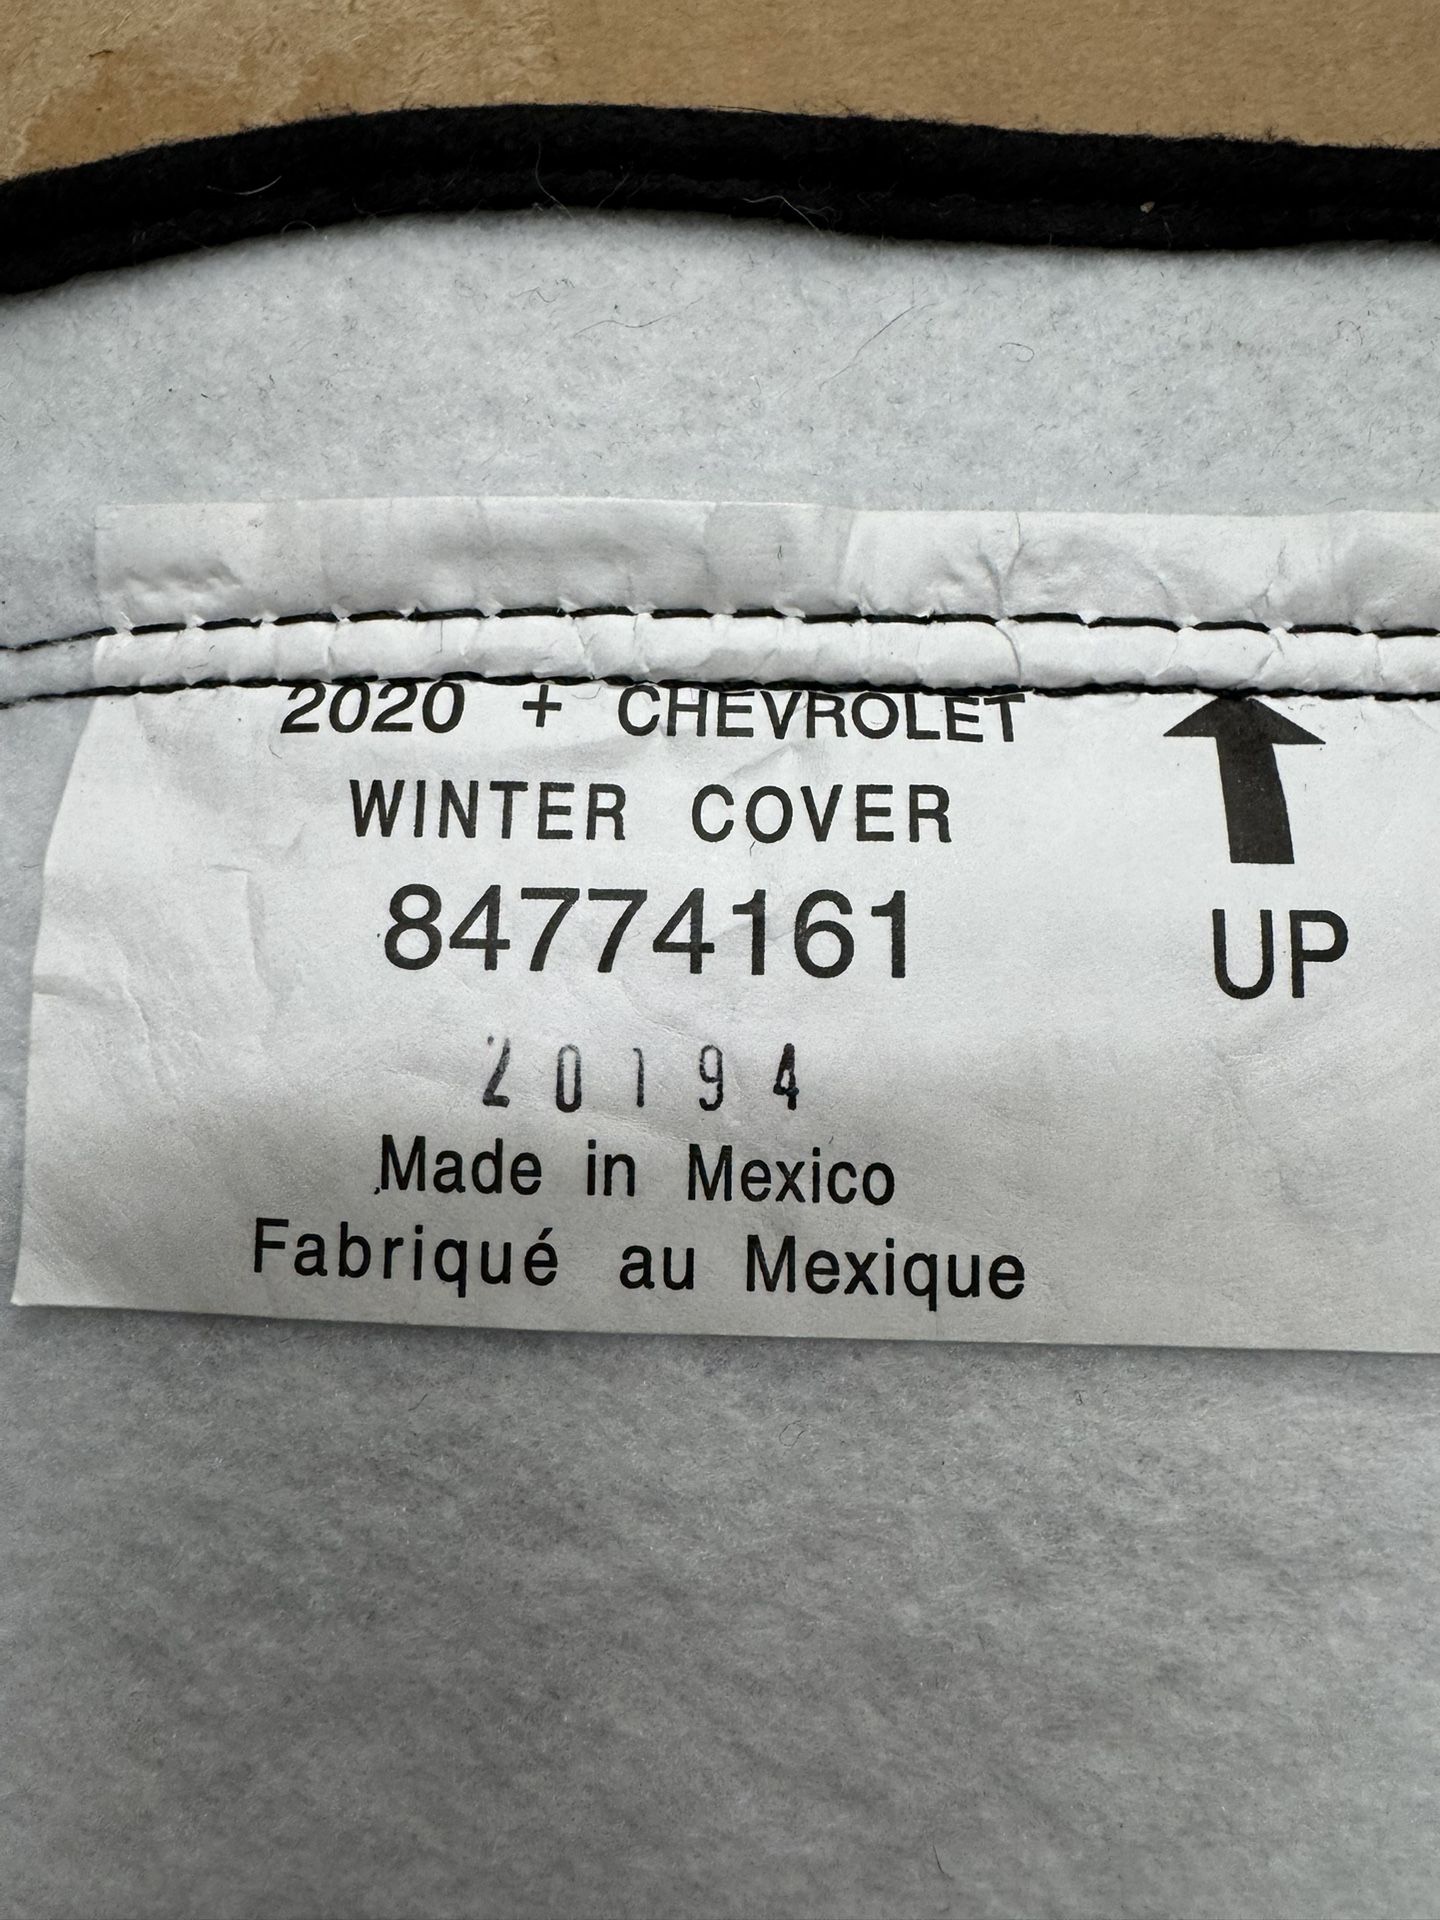 2020 + CHEVROLET
WINTER COVER
84774161
UP
20194
Made in Mexico
Fabriqué au Mexique